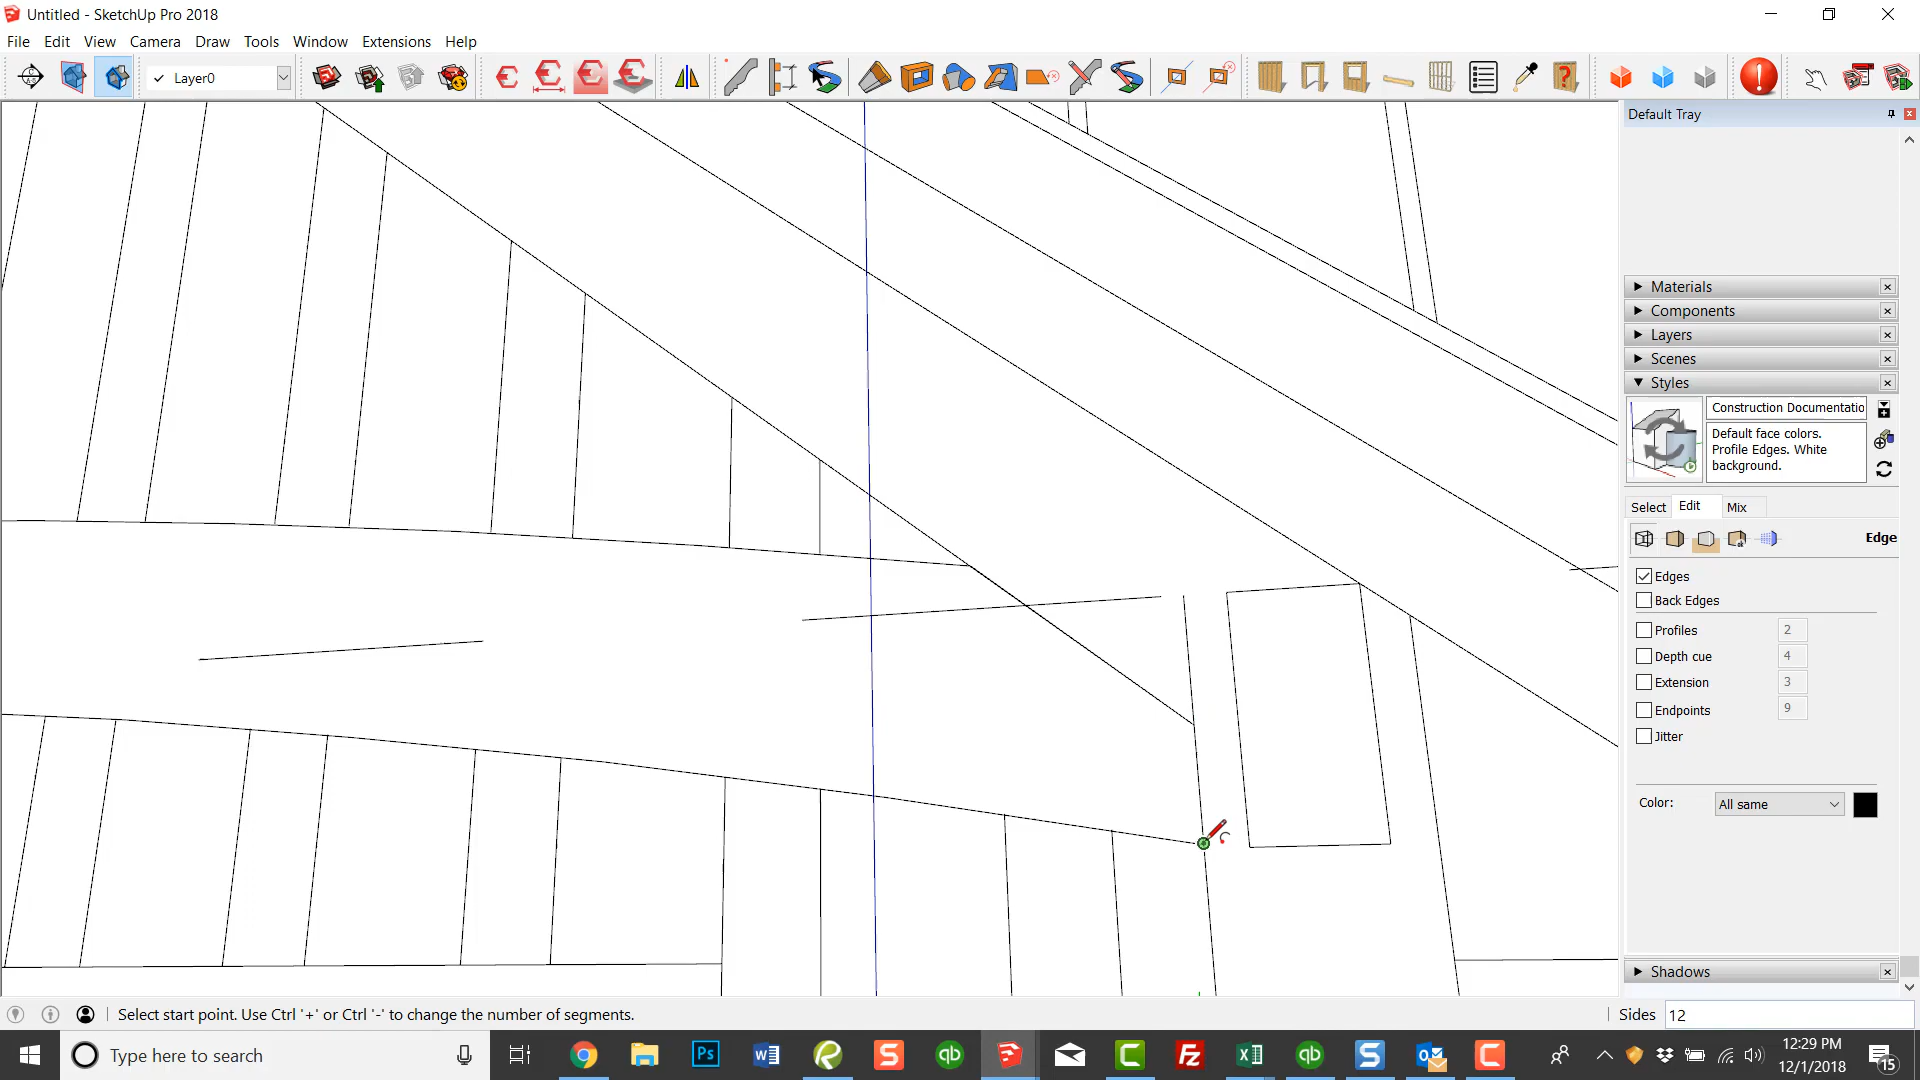 Untitled - SketchUp Pro 2018
File Edit View Camera Draw Tools Window Extensions Help
Layer0
Default Tray
Materials
Components
Layers
Scenes
Styles
Construction Documentatio
Default face colors.
Profile Edges. White
background.
Select Edit Mix
Edge
Edges
Back Edges
Profiles 2
Depth cue 4
Extension 3
Endpoints 9
Jitter
Color: All same
Shadows
Select start point. Use Ctrl '+' or Ctrl '-' to change the number of segments.
Sides 12
Type here to search
12:29 PM
12/1/2018
15